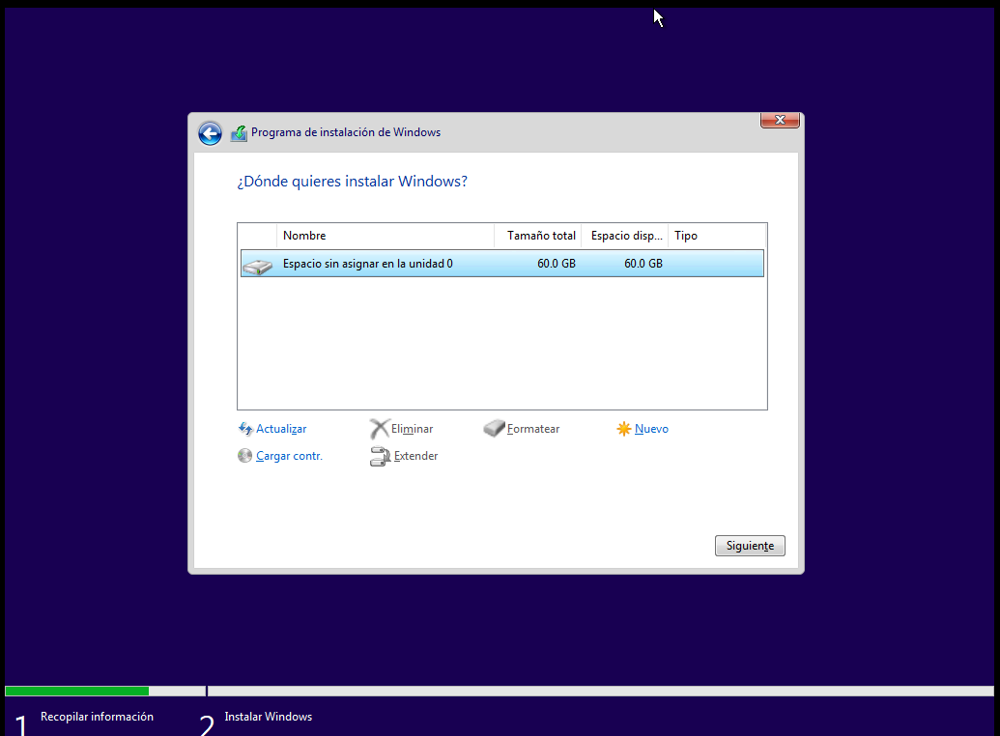 Programa de instalación de Windows
¿Dónde quieres instalar Windows?
Nombre Tamaño total Espacio disp... Tipo
Espacio sin asignar en la unidad 0 60.0 GB 60.0 GB
Actualizar Eliminar Formatear Nuevo
Cargar contr. Extender
Siguiente
1 Recopilar información 2 Instalar Windows